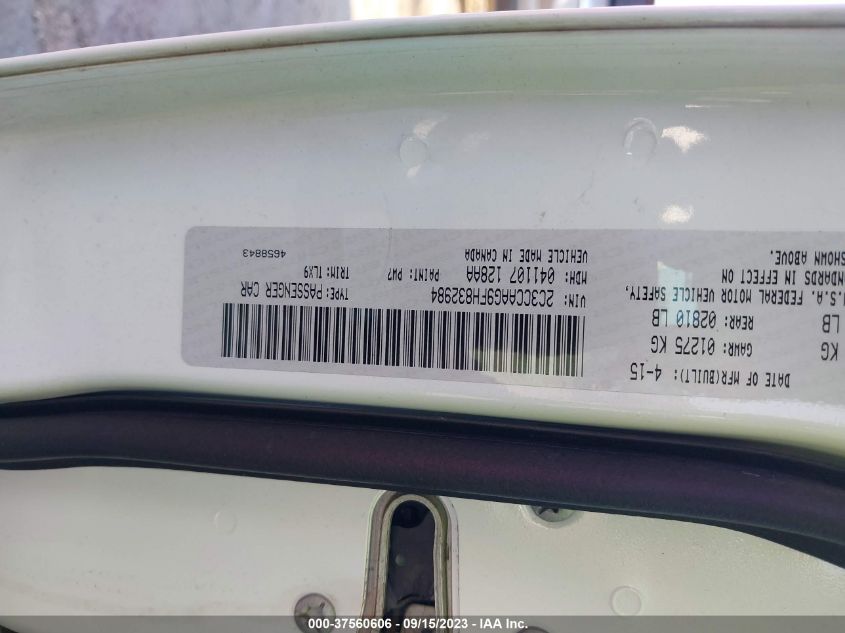 DATE OF MFR(BUILT): 4-15
KG GAWR: 01275 KG
LB REAR: 02810 LB
U.S.A. FEDERAL MOTOR VEHICLE SAFETY,
NDARDS IN EFFECT ON
SHOWN ABOVE.
VIN: 2C3CCAAG9FH832984 TYPE: PASSENGER CAR
MDH: 041107 128AA PAINT: PW7 TRIM: TLX9
VEHICLE MADE IN CANADA 4658843
000-37560606 - 09/15/2023 - IAA Inc.